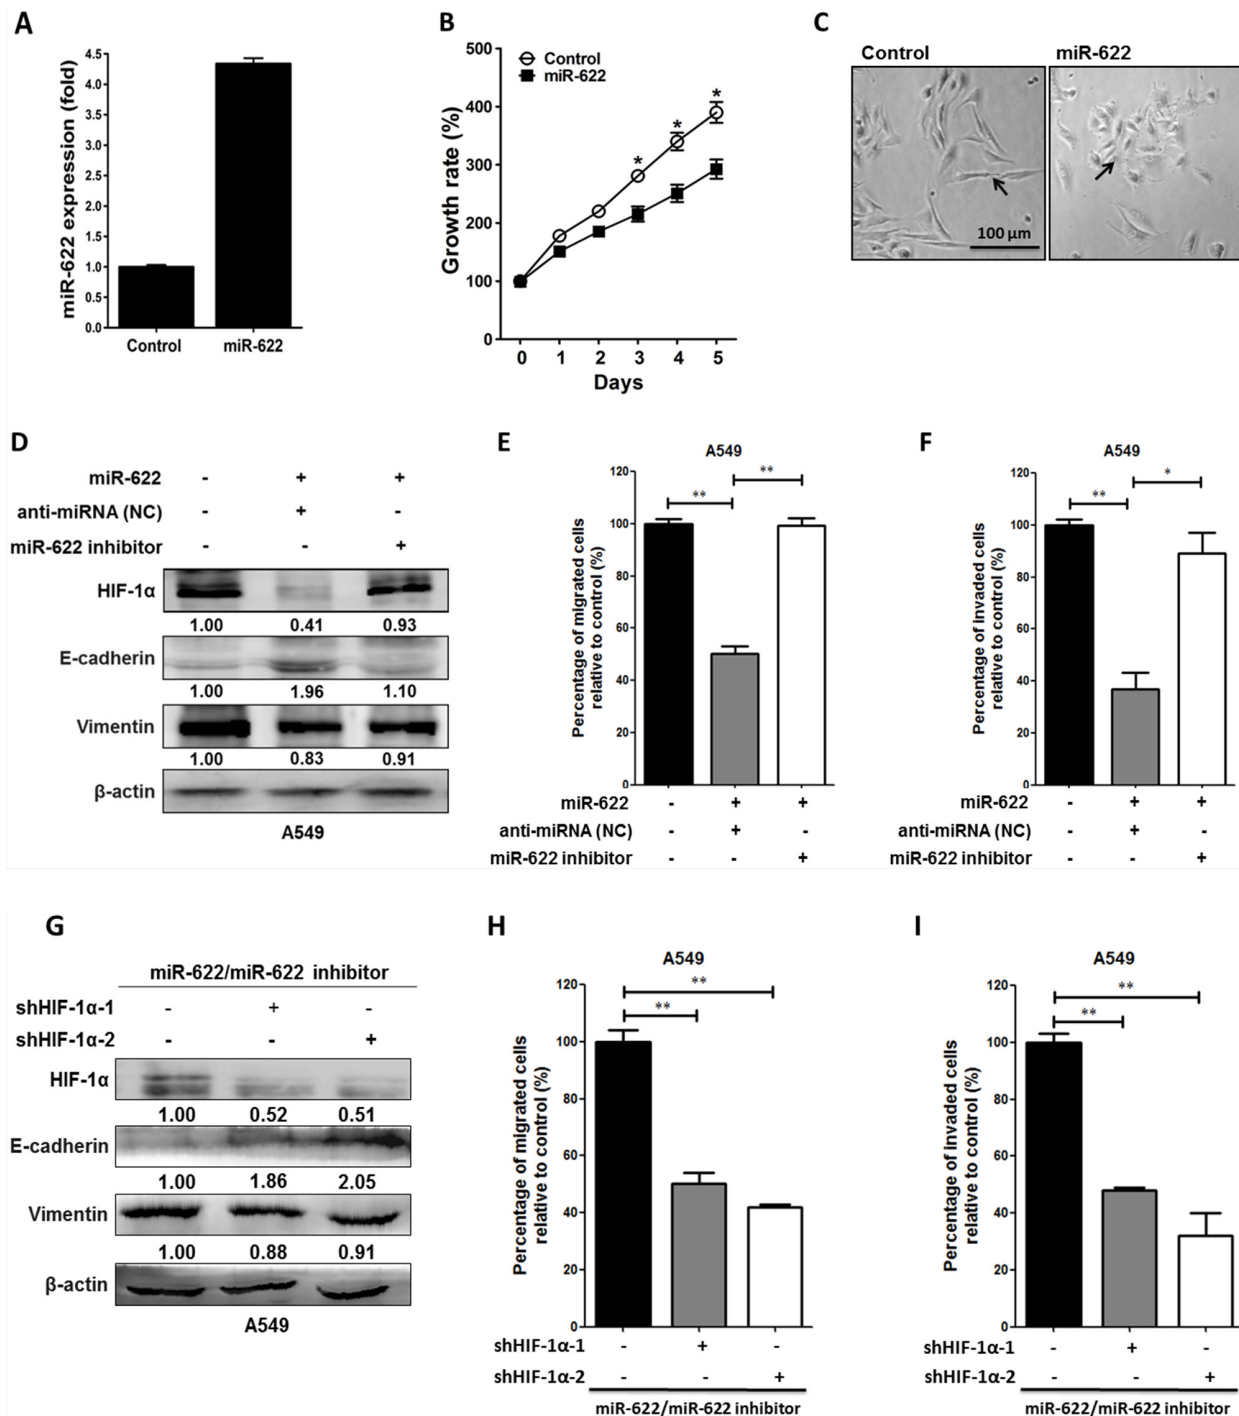 A
miR-622 expression (fold)
4.5
4.0
3.5
3.0
2.5
2.0
1.5
1.0
0.5
0.0
Control miR-622
B
Growth rate (%)
500
400
300
200
100
0
Control
miR-622
*
*
*
0 1 2 3 4 5
Days
C
Control miR-622
100 μm
D
miR-622 - + +
anti-miRNA (NC) - + -
miR-622 inhibitor - - +
HIF-1α
1.00 0.41 0.93
E-cadherin
1.00 1.96 1.10
Vimentin
1.00 0.83 0.91
β-actin
A549
E
A549
Percentage of migrated cells
relative to control (%)
120
100
80
60
40
20
0
**
**
miR-622 - + +
anti-miRNA (NC) - + -
miR-622 inhibitor - - +
F
A549
Percentage of invaded cells
relative to control (%)
120
100
80
60
40
20
0
**
*
miR-622 - + +
anti-miRNA (NC) - + -
miR-622 inhibitor - - +
G
miR-622/miR-622 inhibitor
shHIF-1α-1 - + -
shHIF-1α-2 - - +
HIF-1α
1.00 0.52 0.51
E-cadherin
1.00 1.86 2.05
Vimentin
1.00 0.88 0.91
β-actin
A549
H
A549
Percentage of migrated cells
relative to control (%)
120
100
80
60
40
20
0
**
**
shHIF-1α-1 - + -
shHIF-1α-2 - - +
miR-622/miR-622 inhibitor
I
A549
Percentage of invaded cells
relative to control (%)
120
100
80
60
40
20
0
**
**
shHIF-1α-1 - + -
shHIF-1α-2 - - +
miR-622/miR-622 inhibitor